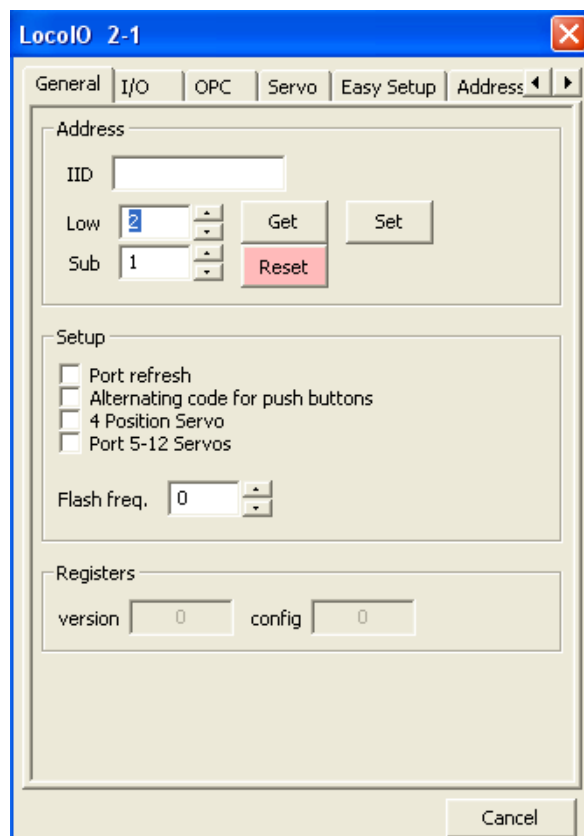 LocoIO 2-1
General I/O OPC Servo Easy Setup Address
Address
IID
Low 2 Get Set
Sub 1 Reset
Setup
Port refresh
Alternating code for push buttons
4 Position Servo
Port 5-12 Servos
Flash freq. 0
Registers
version 0 config 0
Cancel